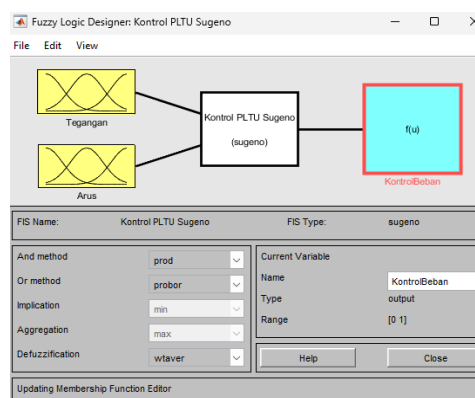 Fuzzy Logic Designer: Kontrol PLTU Sugeno
File Edit View
Tegangan
Arus
Kontrol PLTU Sugeno
(sugeno)
f(u)
KontrolBeban
FIS Name: Kontrol PLTU Sugeno FIS Type: sugeno
And method prod
Or method probor
Implication min
Aggregation max
Defuzzification wtaver
Current Variable
Name KontrolBeban
Type output
Range [0 1]
Help Close
Updating Membership Function Editor